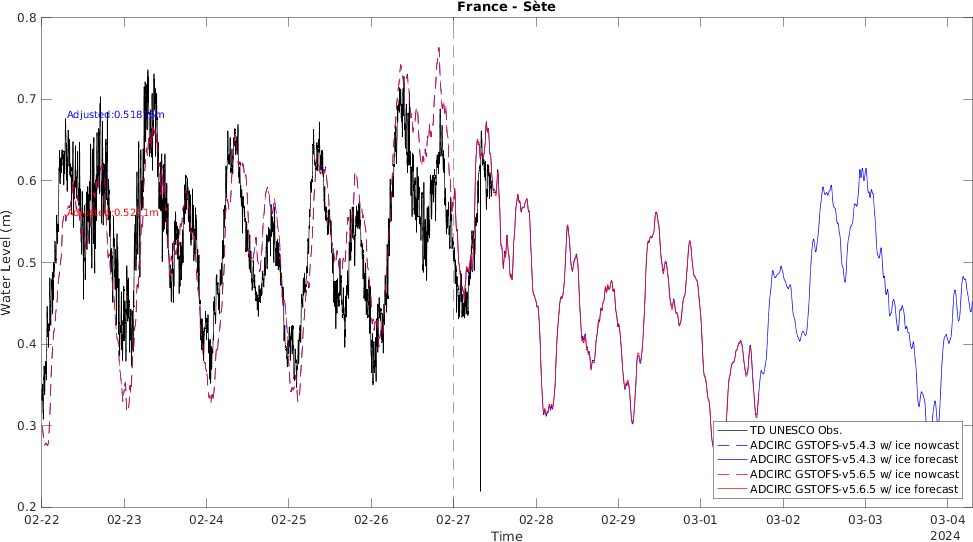 France - Sète
0.8
0.7
0.6
0.5
0.4
0.3
0.2
Water Level (m)
Adjusted:0.518
TD UNESCO Obs.
ADCIRC GSTOFS-v5.4.3 w/ ice nowcast
ADCIRC GSTOFS-v5.4.3 w/ ice forecast
ADCIRC GSTOFS-v5.6.5 w/ ice nowcast
ADCIRC GSTOFS-v5.6.5 w/ ice forecast
02-22 02-23 02-24 02-25 02-26 02-27 02-28 02-29 03-01 03-02 03-03 03-04
2024
Time